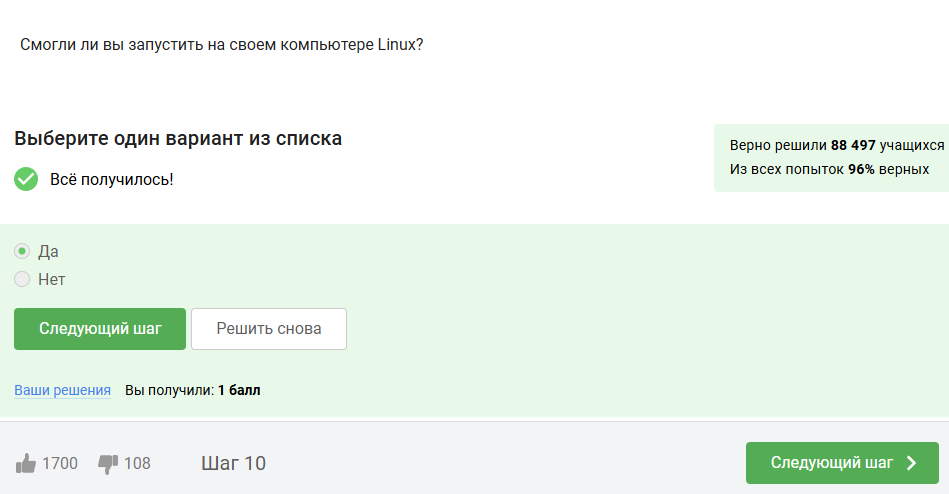 Смогли ли вы запустить на своем компьютере Linux?
Выберите один вариант из списка
Верно решили 88 497 учащихся
Из всех попыток 96% верных
Всё получилось!
Да
Нет
Следующий шаг
Решить снова
Ваши решения Вы получили: 1 балл
1700 108 Шаг 10 Следующий шаг